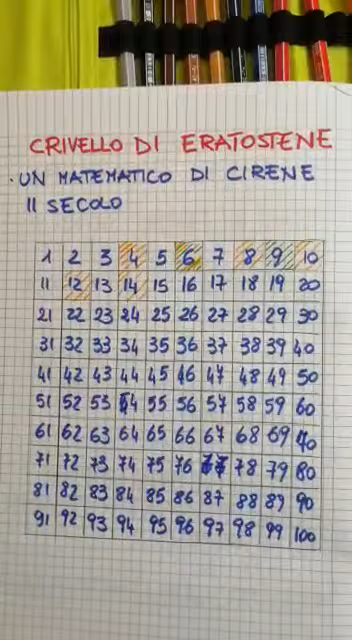 CRIVELLO DI ERATOSTENE
· UN MATEMATICO DI CIRENE
II SECOLO
1 2 3 4 5 6 7 8 9 10
11 12 13 14 15 16 17 18 19 20
21 22 23 24 25 26 27 28 29 30
31 32 33 34 35 36 37 38 39 40
41 42 43 44 45 46 47 48 49 50
51 52 53 54 55 56 57 58 59 60
61 62 63 64 65 66 67 68 69 70
71 72 73 74 75 76 77 78 79 80
81 82 83 84 85 86 87 88 89 90
91 92 93 94 95 96 97 98 99 100